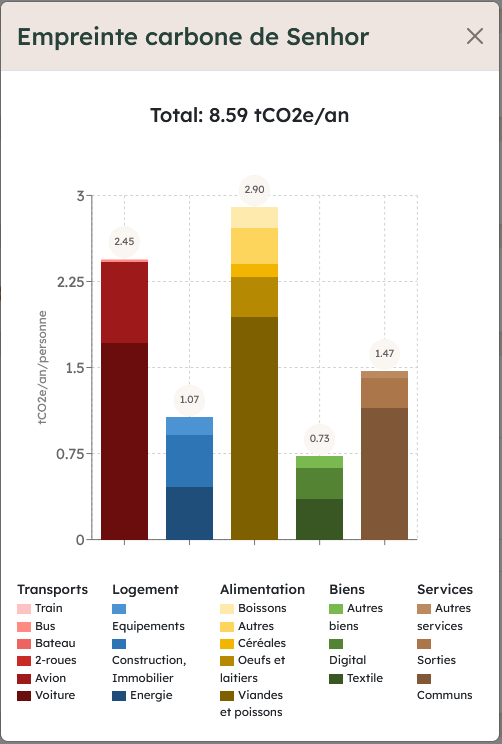 Empreinte carbone de Senhor
Total: 8.59 tCO2e/an
tCO2e/an/personne
3
2.25
1.5
0.75
0
2.45
1.07
2.90
0.73
1.47
Transports
Train
Bus
Bateau
2-roues
Avion
Voiture
Logement
Equipements
Construction,
Immobilier
Energie
Alimentation
Boissons
Autres
Céréales
Oeufs et
laitiers
Viandes
et poissons
Biens
Autres
biens
Digital
Textile
Services
Autres
services
Sorties
Communs